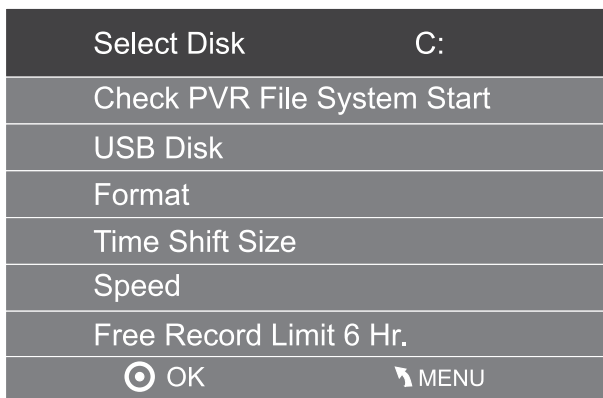 Select Disk C:
Check PVR File System Start
USB Disk
Format
Time Shift Size
Speed
Free Record Limit 6 Hr.
OK MENU